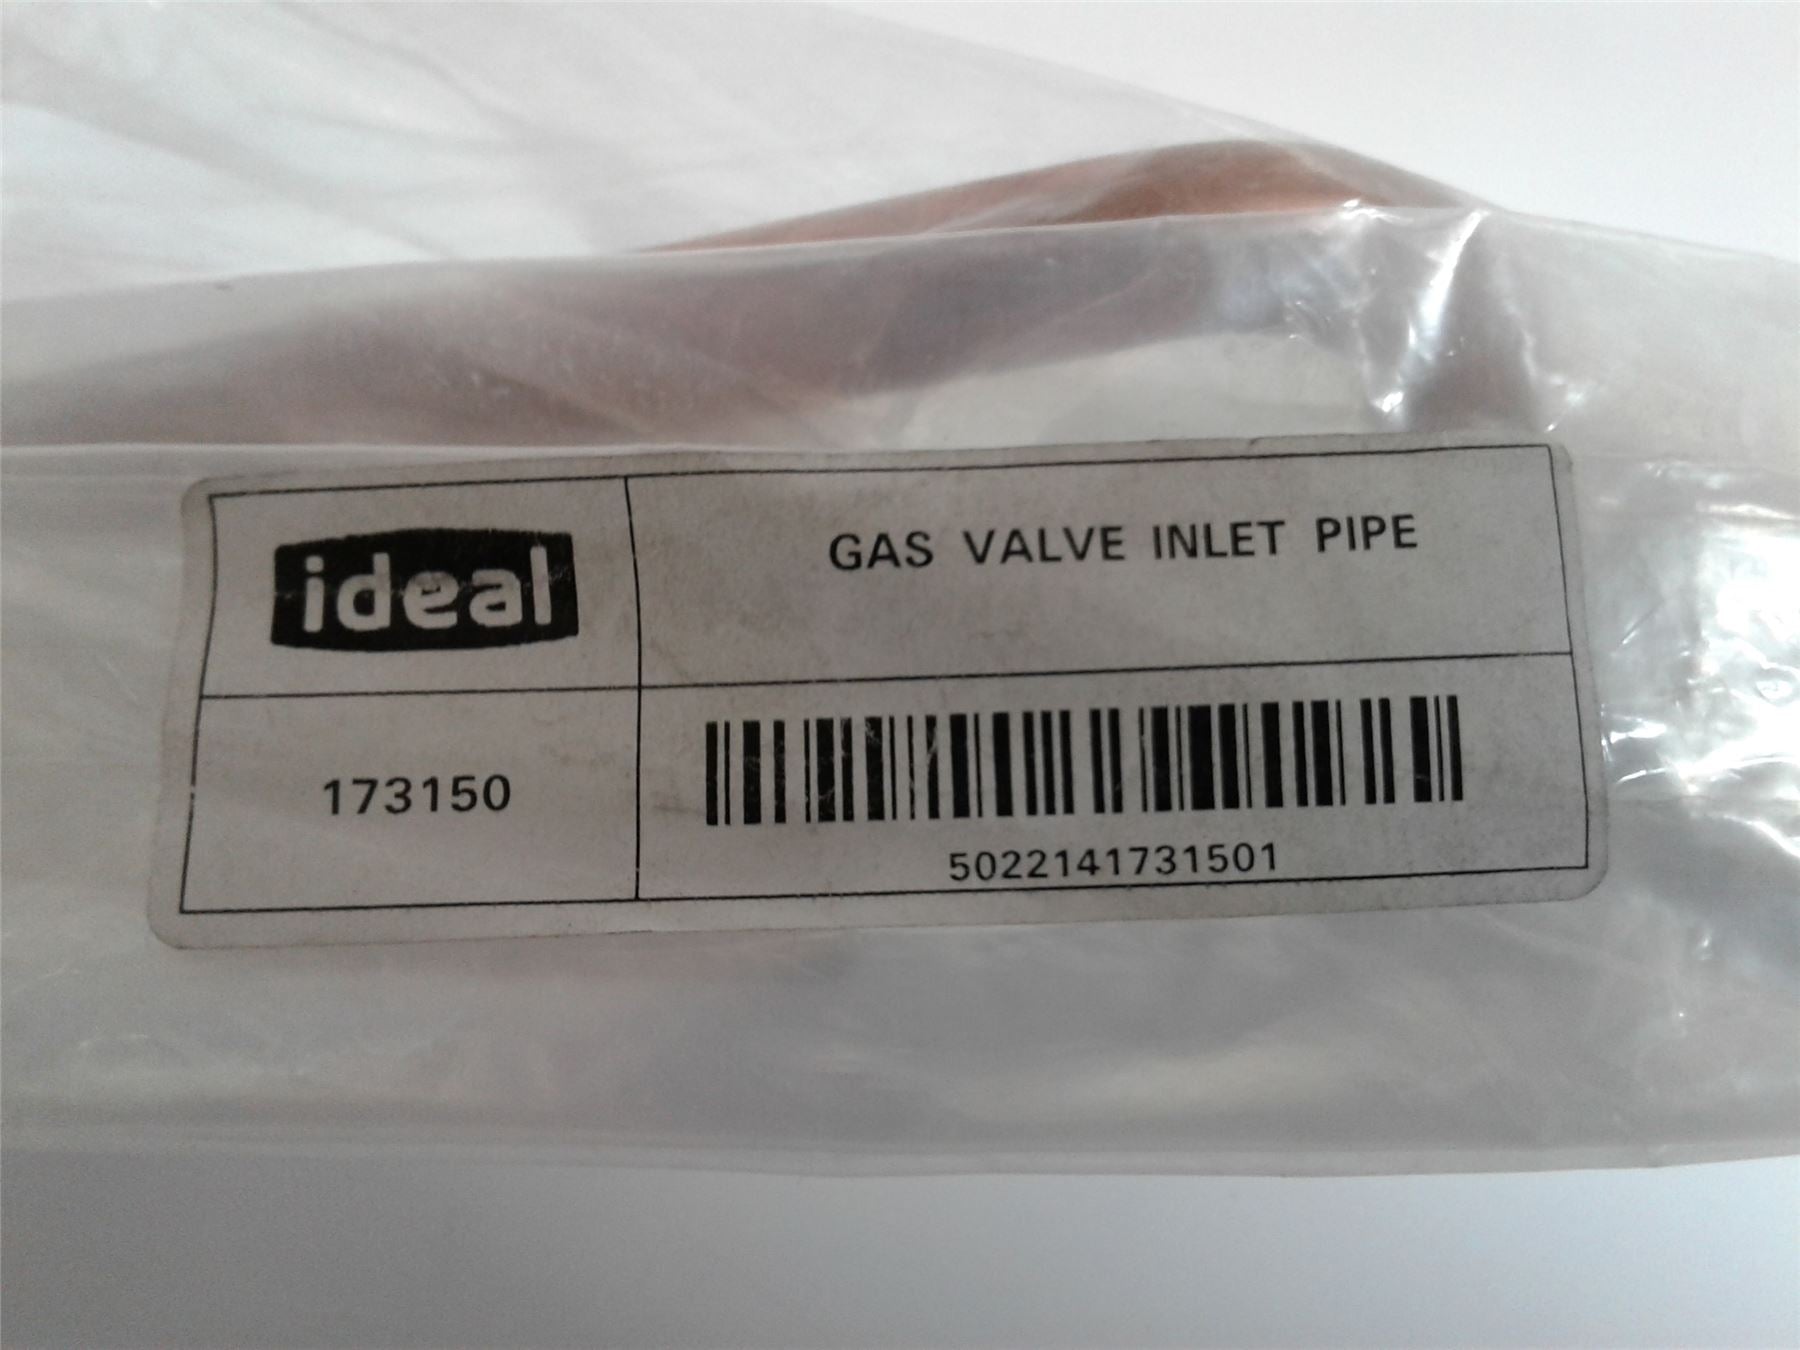 ideal
GAS VALVE INLET PIPE
173150
5022141731501